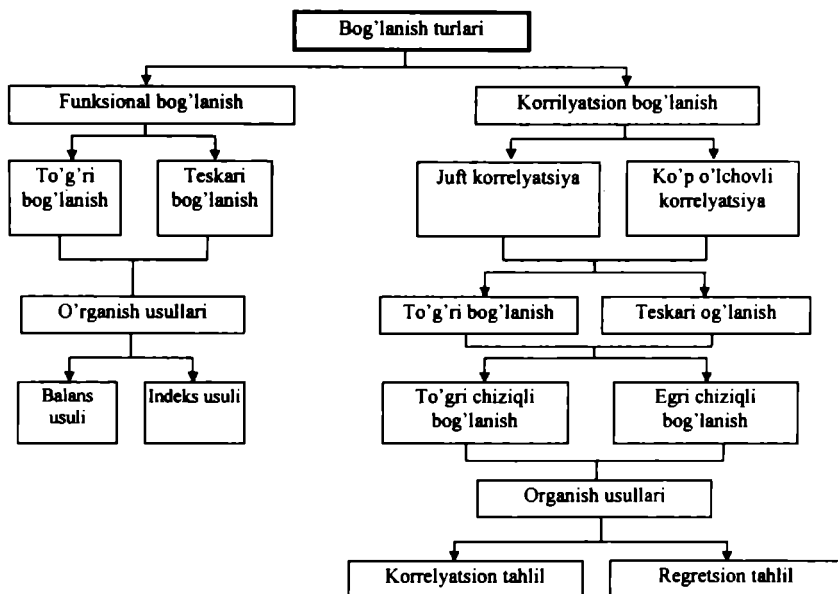 Bog'lanish turlari
Funksional bog'lanish
Korrilyatsion bog'lanish
To'g'ri
bog'lanish
Teskari
bog'lanish
Juft korrelyatsiya
Ko'p o'lchovli
korrelyatsiya
O'rganish usullari
To'g'ri bog'lanish
Teskari og'lanish
Balans
usuli
Indeks usuli
To'gri chiziqli
bog'lanish
Egri chiziqli
bog'lanish
Organish usullari
Korrelyatsion tahlil
Regretsion tahlil